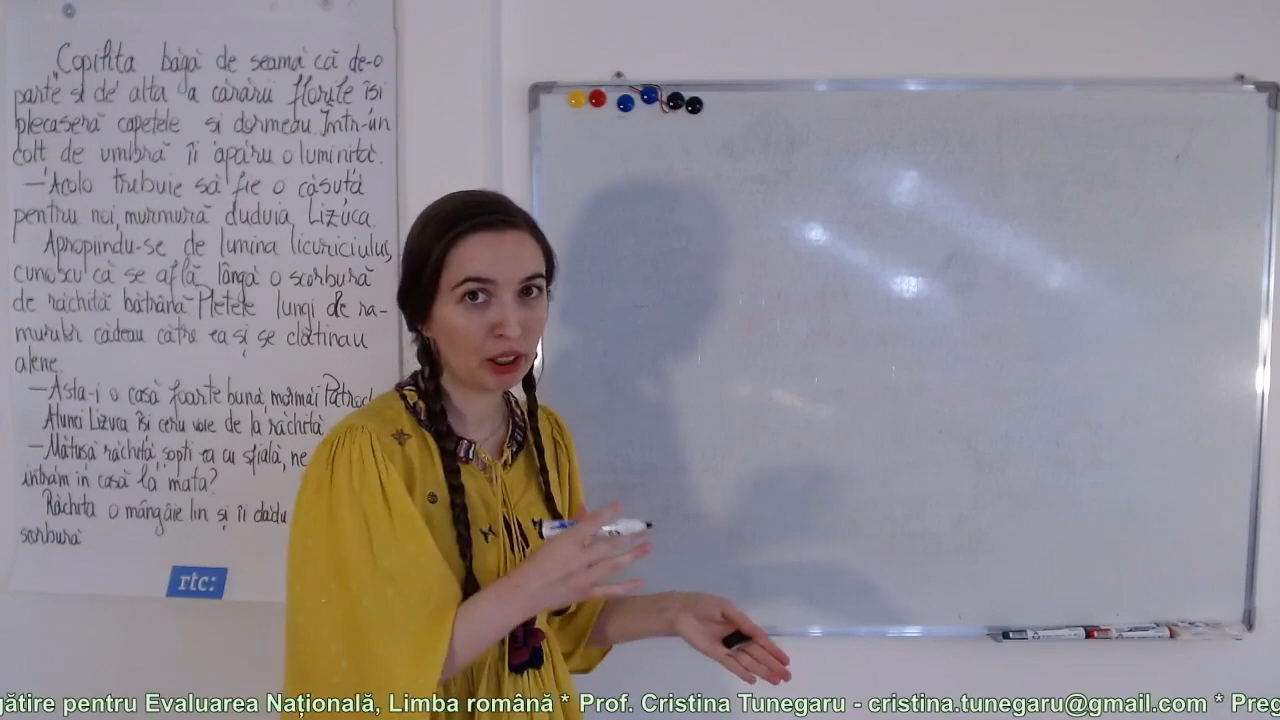 Copilita bagă de seamă că de-o
parte și de alta a cărării florile își
plecaseră capetele și dormeau. Într-un
colț de umbră îi apăru o luminiță.
—Acolo trebuie să fie o căsuță
pentru noi, murmură duduia Lizuca.
Apropiindu-se de lumina licuriciului,
cunoscu că se află lângă o scorbură
de răchită bătrână. Pletele lungi de ra-
murilor cădeau către ea și se clătinau
alene.
—Asta-i o casă foarte bună, mormăi Patroc
Atunci Lizuca își ceru voie de la răchită
—Mătușă răchită, șopti ea cu sfială, ne
intrăm în casă la mata?
Răchita o mângâie lin și îi dădu
scorbură
rtc:
gătire pentru Evaluarea Națională, Limba română * Prof. Cristina Tunegaru - cristina.tunegaru@gmail.com * Preg